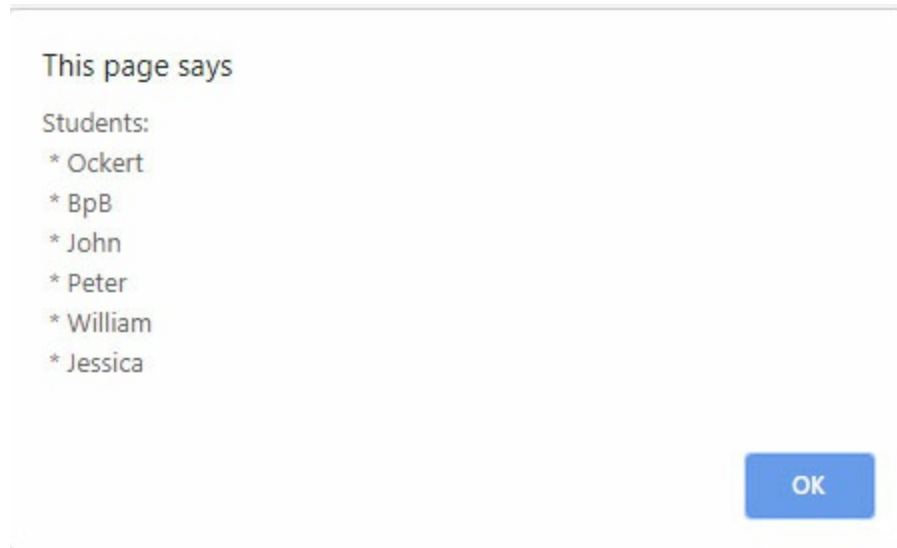 This page says
Students:
* Ockert
* BpB
* John
* Peter
* William
* Jessica
OK